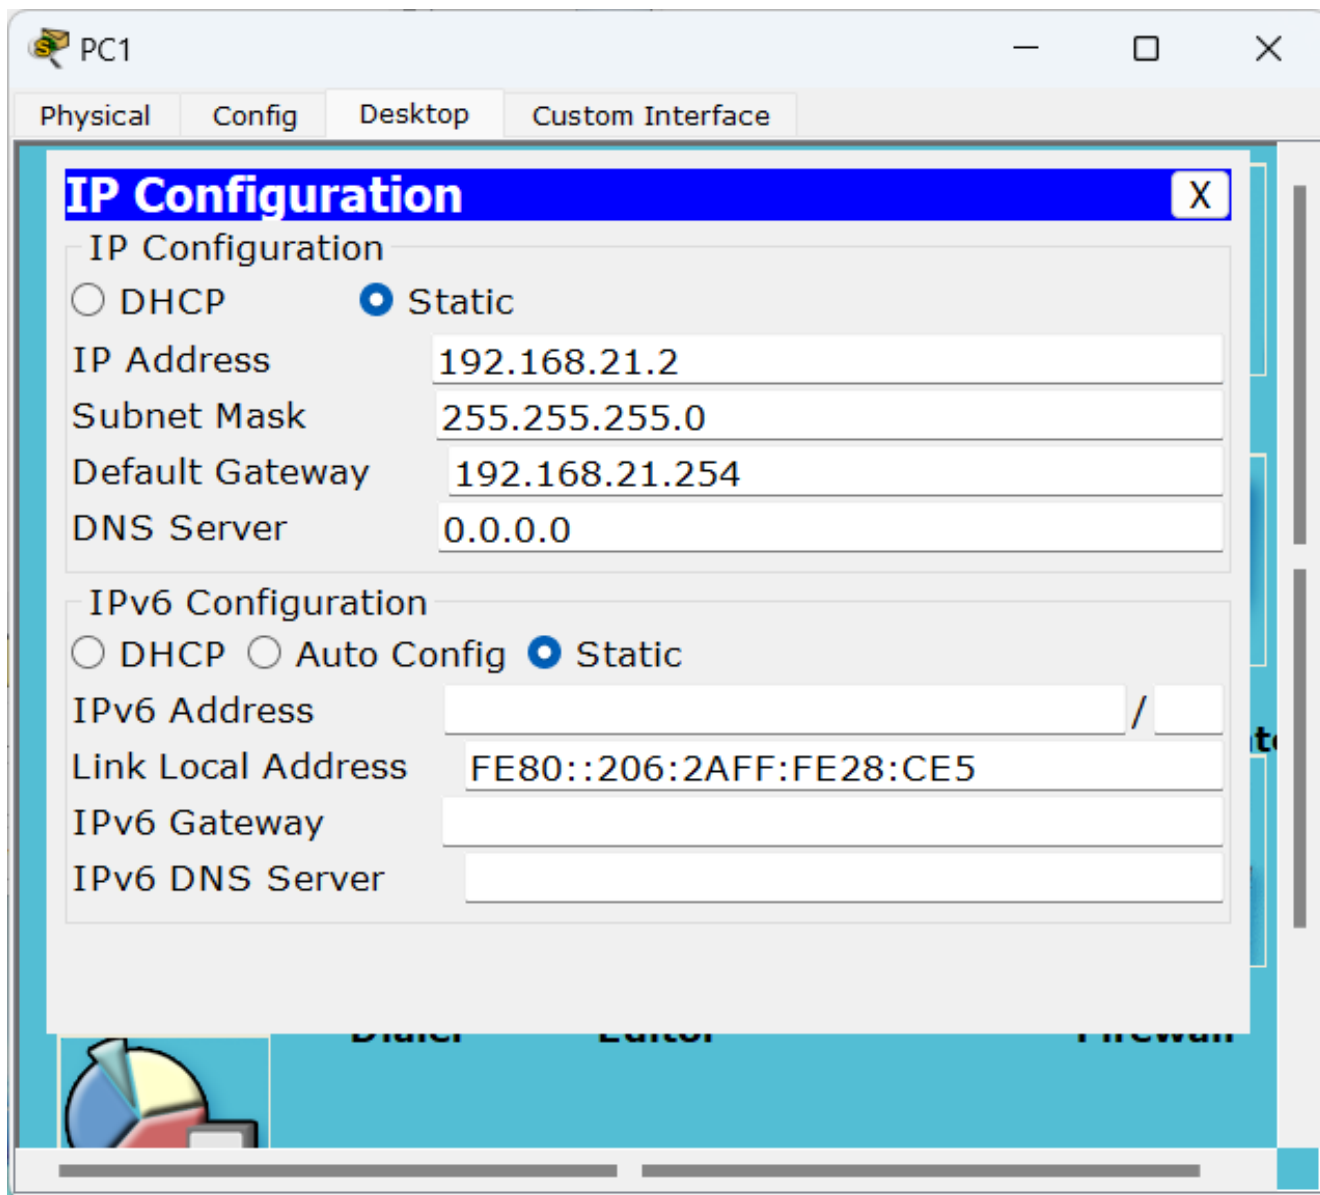 PC1
Physical Config Desktop Custom Interface
IP Configuration X
IP Configuration
DHCP Static
IP Address 192.168.21.2
Subnet Mask 255.255.255.0
Default Gateway 192.168.21.254
DNS Server 0.0.0.0
IPv6 Configuration
DHCP Auto Config Static
IPv6 Address /
Link Local Address FE80::206:2AFF:FE28:CE5
IPv6 Gateway
IPv6 DNS Server
Dialer Editor Firewall